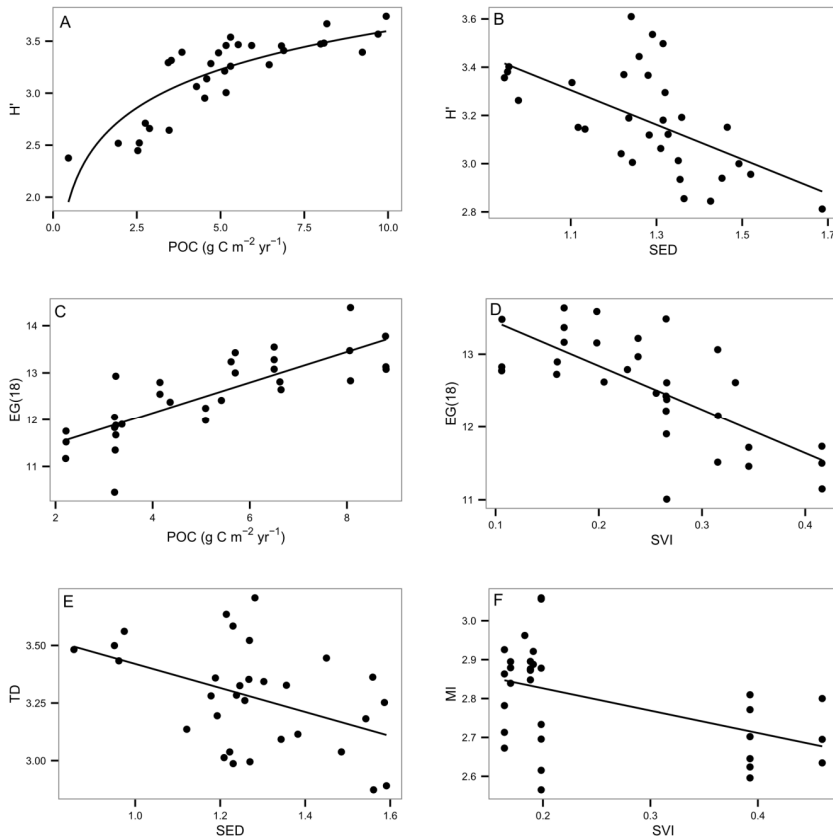 A
H'
3.5
3.0
2.5
2.0
0.0 2.5 5.0 7.5 10.0
POC (g C m⁻² yr⁻¹)
B
H'
3.6
3.4
3.2
3.0
2.8
1.1 1.3 1.5 1.7
SED
C
EG(18)
14
13
12
11
2 4 6 8
POC (g C m⁻² yr⁻¹)
D
EG(18)
13
12
11
0.1 0.2 0.3 0.4
SVI
E
TD
3.50
3.25
3.00
1.0 1.2 1.4 1.6
SED
F
MI
3.0
2.9
2.8
2.7
2.6
0.2 0.3 0.4
SVI